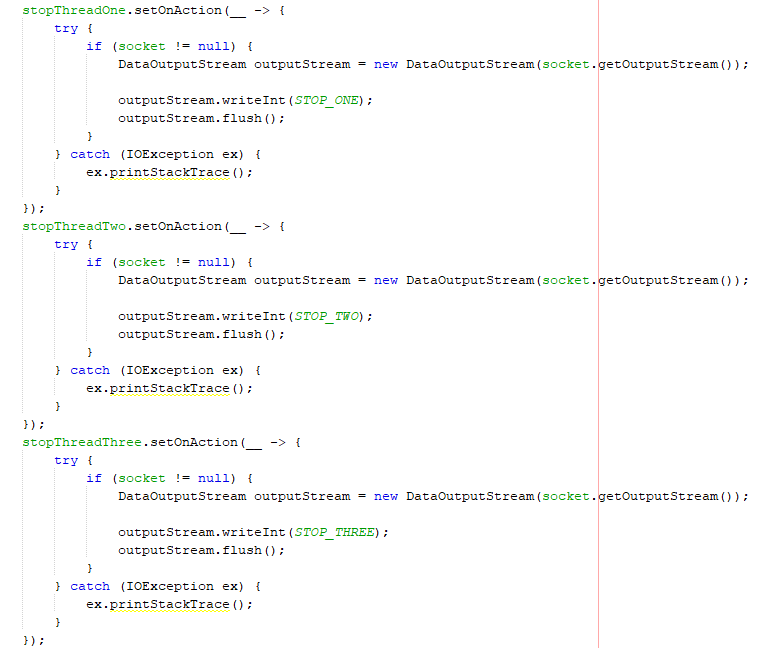 stopThreadOne.setOnAction(__ -> {
    try {
        if (socket != null) {
            DataOutputStream outputStream = new DataOutputStream(socket.getOutputStream());

            outputStream.writeInt(STOP_ONE);
            outputStream.flush();
        }
    } catch (IOException ex) {
        ex.printStackTrace();
    }
});
stopThreadTwo.setOnAction(__ -> {
    try {
        if (socket != null) {
            DataOutputStream outputStream = new DataOutputStream(socket.getOutputStream());

            outputStream.writeInt(STOP_TWO);
            outputStream.flush();
        }
    } catch (IOException ex) {
        ex.printStackTrace();
    }
});
stopThreadThree.setOnAction(__ -> {
    try {
        if (socket != null) {
            DataOutputStream outputStream = new DataOutputStream(socket.getOutputStream());

            outputStream.writeInt(STOP_THREE);
            outputStream.flush();
        }
    } catch (IOException ex) {
        ex.printStackTrace();
    }
});